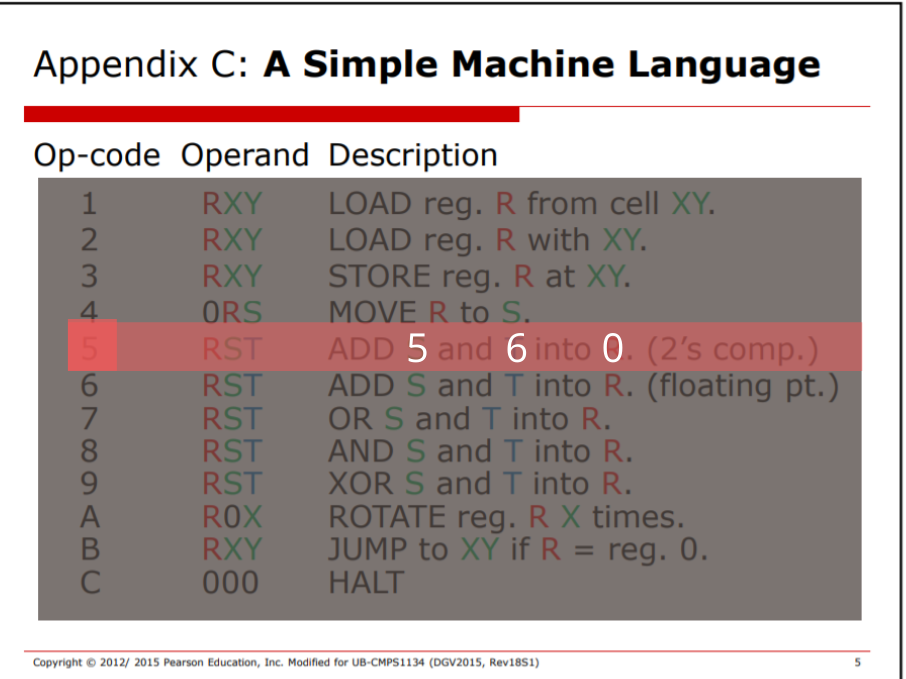 Appendix C: A Simple Machine Language
Op-code Operand Description
1 RXY LOAD reg. R from cell XY.
2 RXY LOAD reg. R with XY.
3 RXY STORE reg. R at XY.
4 0RS MOVE R to S.
5 RST ADD 5 and 6 into 0. (2's comp.)
6 RST ADD S and T into R. (floating pt.)
7 RST OR S and T into R.
8 RST AND S and T into R.
9 RST XOR S and T into R.
A R0X ROTATE reg. R X times.
B RXY JUMP to XY if R = reg. 0.
C 000 HALT
Copyright © 2012/ 2015 Pearson Education, Inc. Modified for UB-CMPS1134 (DGV2015, Rev18S1) 5